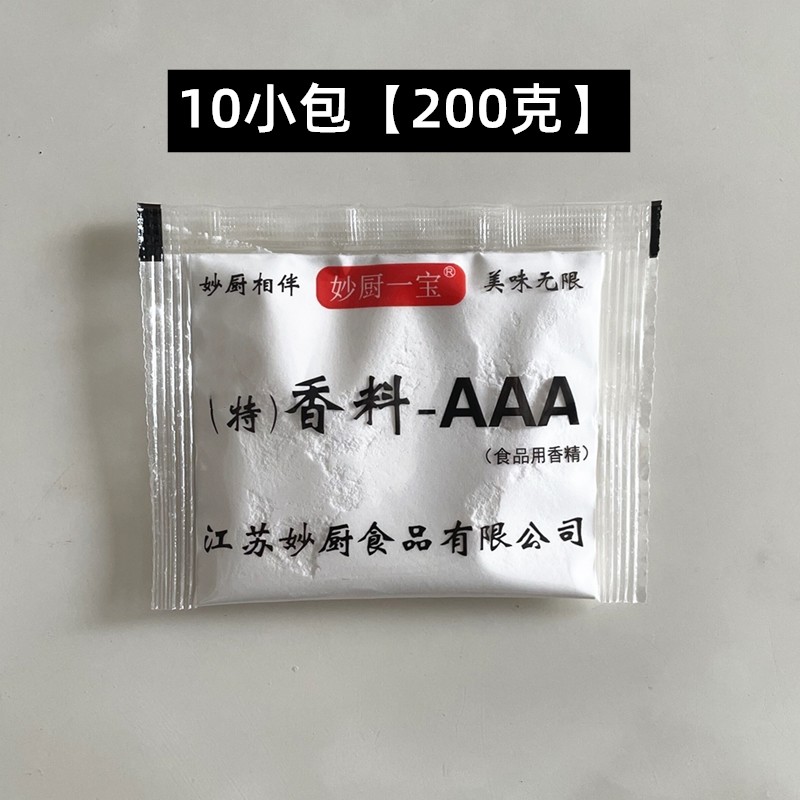 10小包【200克】
妙厨相伴 妙厨一宝® 美味无限
（特）香料-AAA
（食品用香精）
江苏妙厨食品有限公司